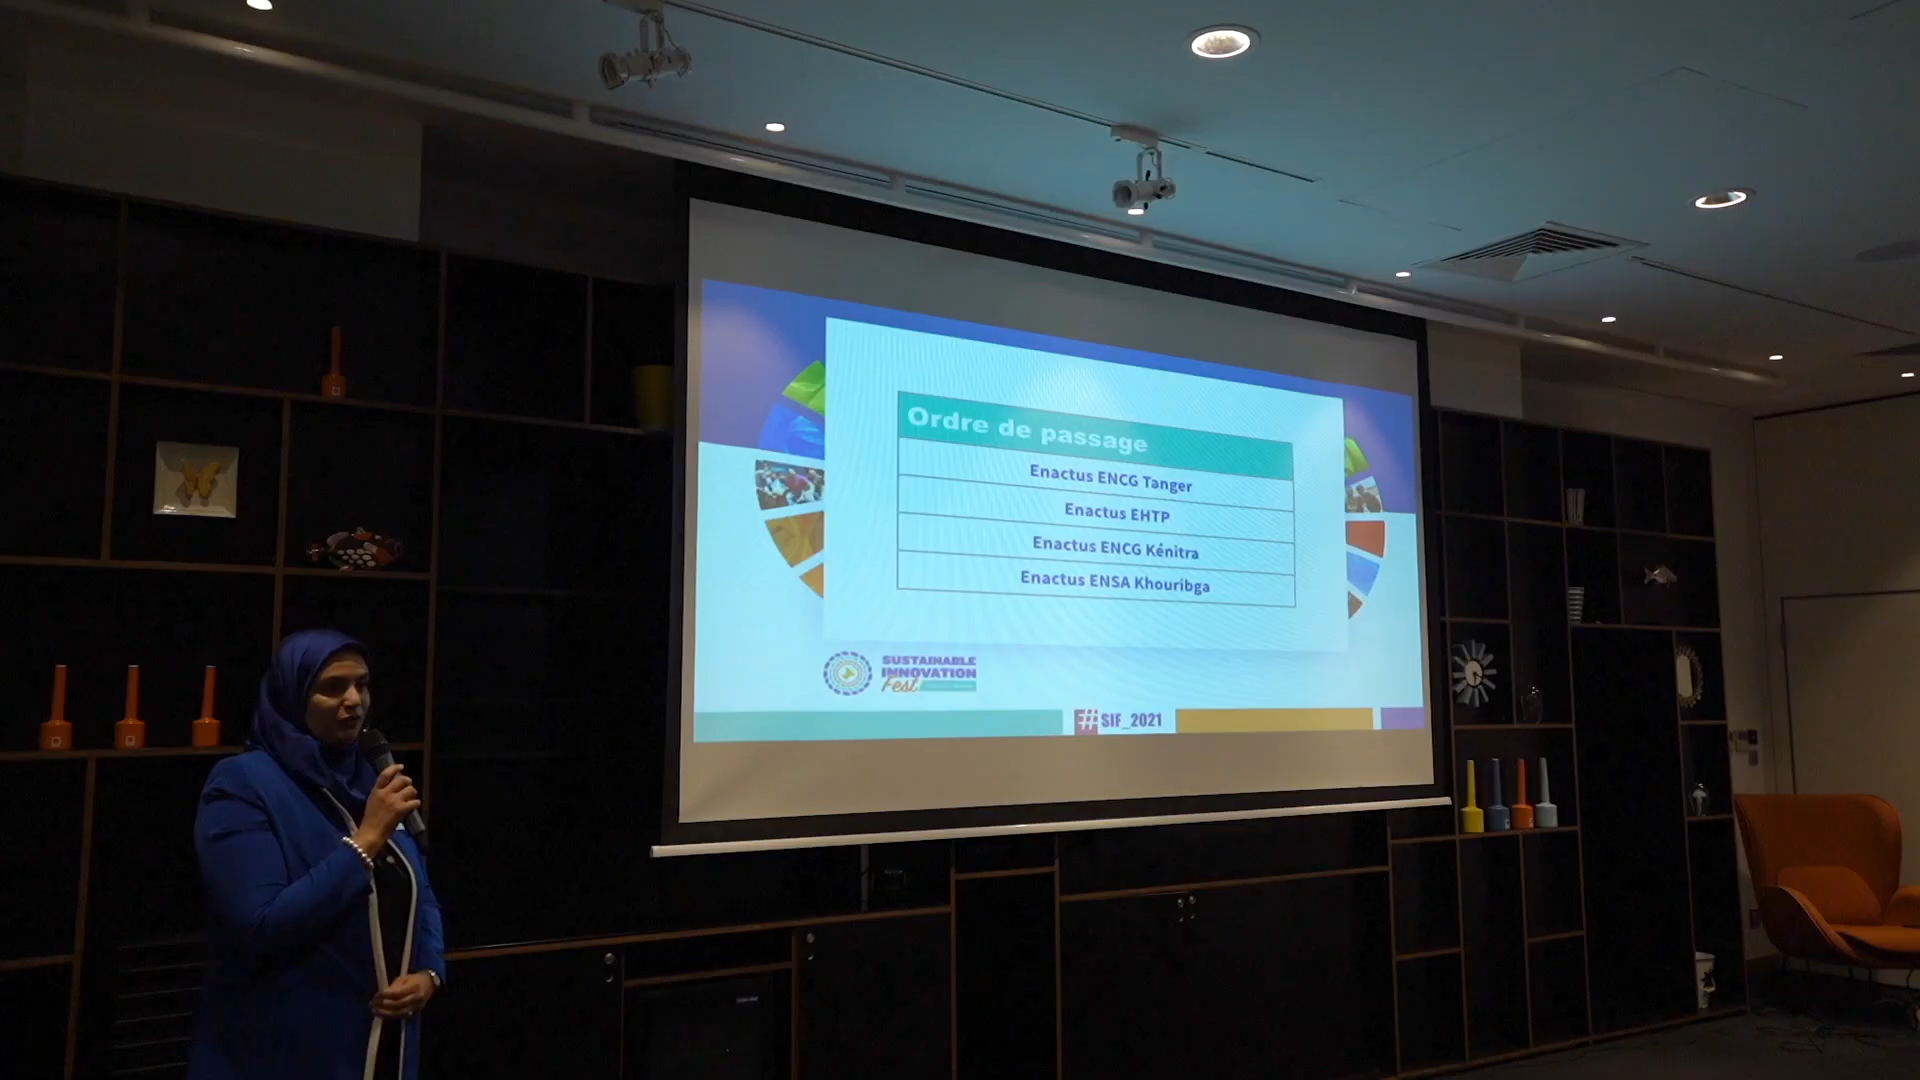 Ordre de passage
Enactus ENCG Tanger
Enactus EHTP
Enactus ENCG Kénitra
Enactus ENSA Khouribga
SUSTAINABLE
INNOVATION
Fest
# SIF_2021